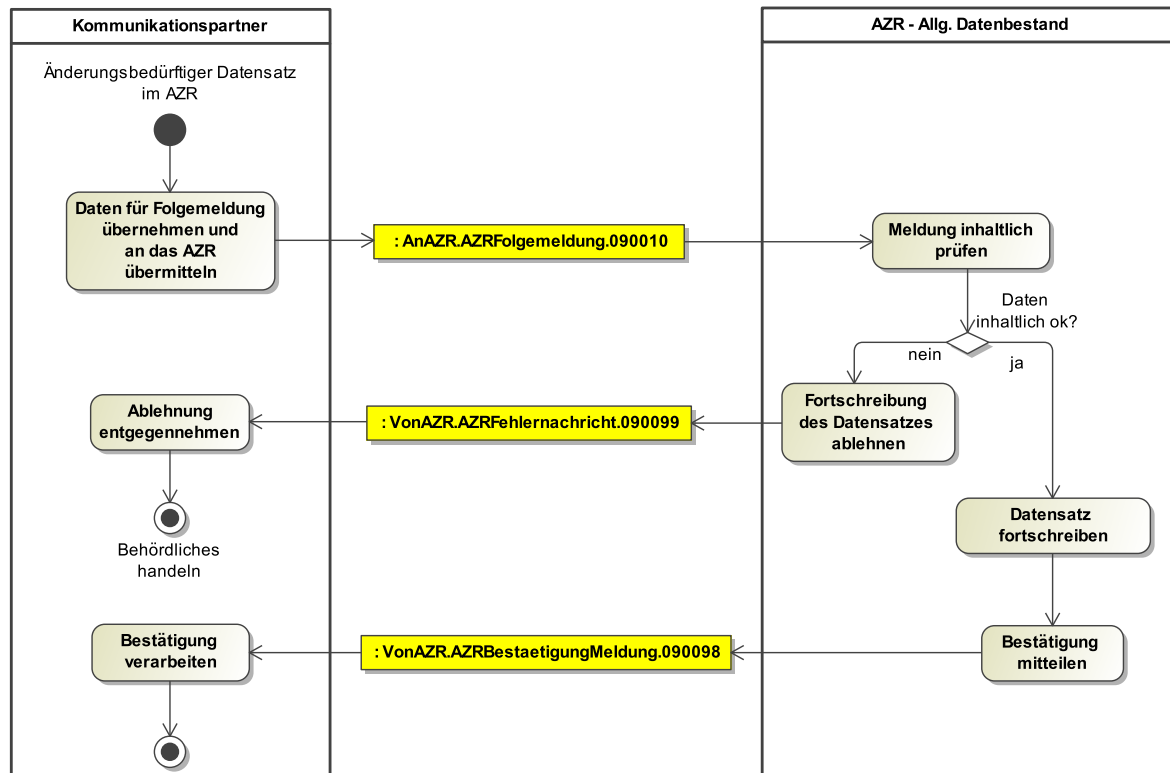 Kommunikationspartner
AZR - Allg. Datenbestand
Änderungsbedürftiger Datensatz
im AZR
Daten für Folgemeldung
übernehmen und
an das AZR
übermitteln
: AnAZR.AZRFolgemeldung.090010
Meldung inhaltlich
prüfen
Daten
inhaltlich ok?
nein
ja
Fortschreibung
des Datensatzes
ablehnen
: VonAZR.AZRFehlernachricht.090099
Ablehnung
entgegennehmen
Behördliches
handeln
Datensatz
fortschreiben
Bestätigung
mitteilen
: VonAZR.AZRBestaetigungMeldung.090098
Bestätigung
verarbeiten